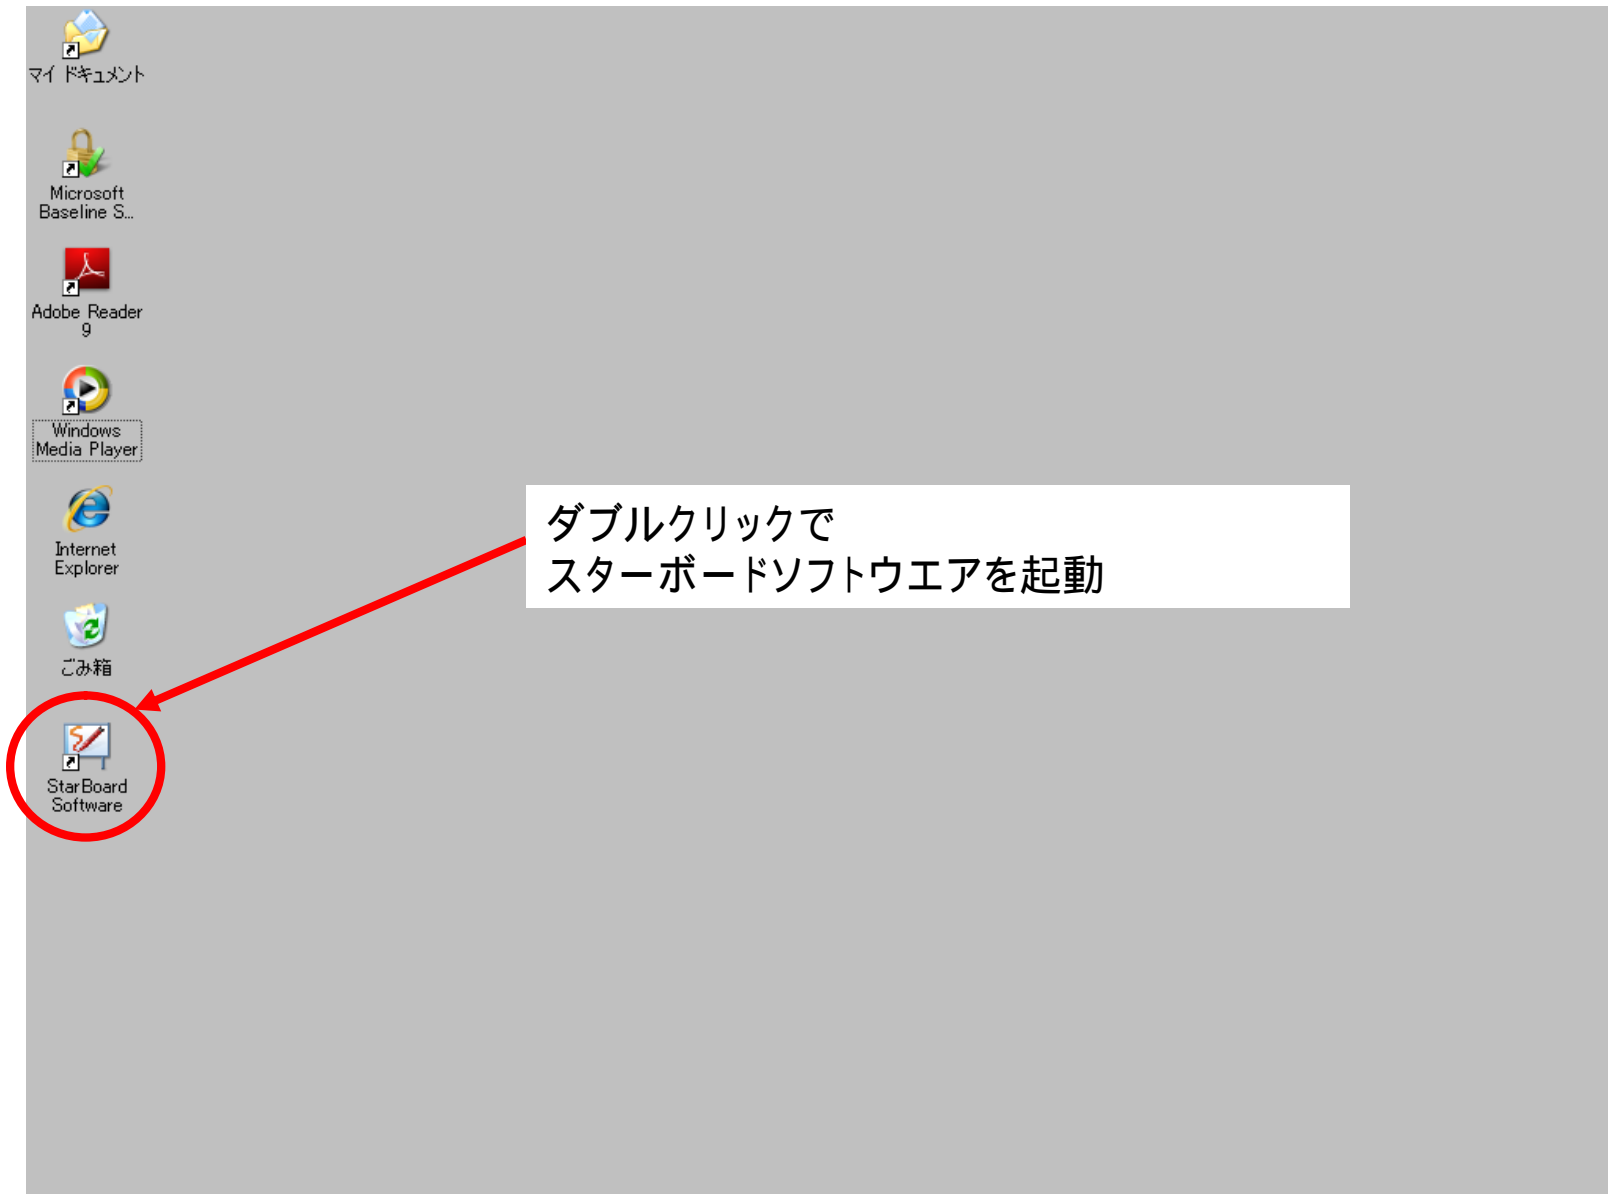 マイ ドキュメント
Microsoft
Baseline S...
Adobe Reader
9
Windows
Media Player
Internet
Explorer
ごみ箱
StarBoard
Software
ダブルクリックで
スターボードソフトウエアを起動